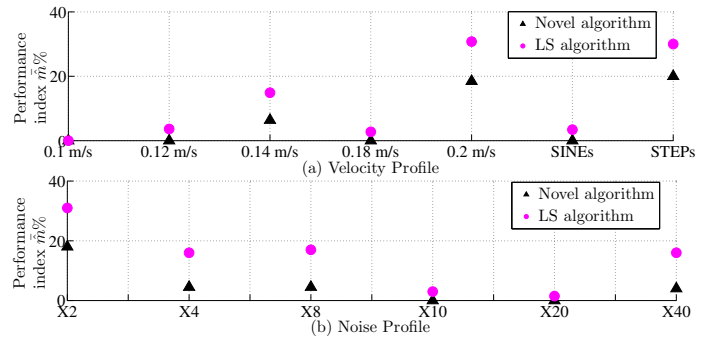 40
20
0
Performance
index m̄%
Novel algorithm
LS algorithm
0.1 m/s 0.12 m/s 0.14 m/s 0.18 m/s 0.2 m/s SINEs STEPs
(a) Velocity Profile
40
20
0
Performance
index m̄%
Novel algorithm
LS algorithm
X2 X4 X8 X10 X20 X40
(b) Noise Profile